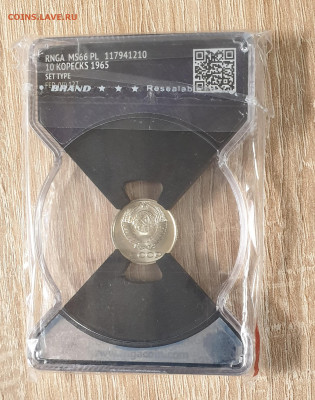 COINS.LAVE.RU
RNGA MS66 PL 117941210
10 KOPECKS 1965
SET TYPE
BRAND ★ ★ ★ Resealab